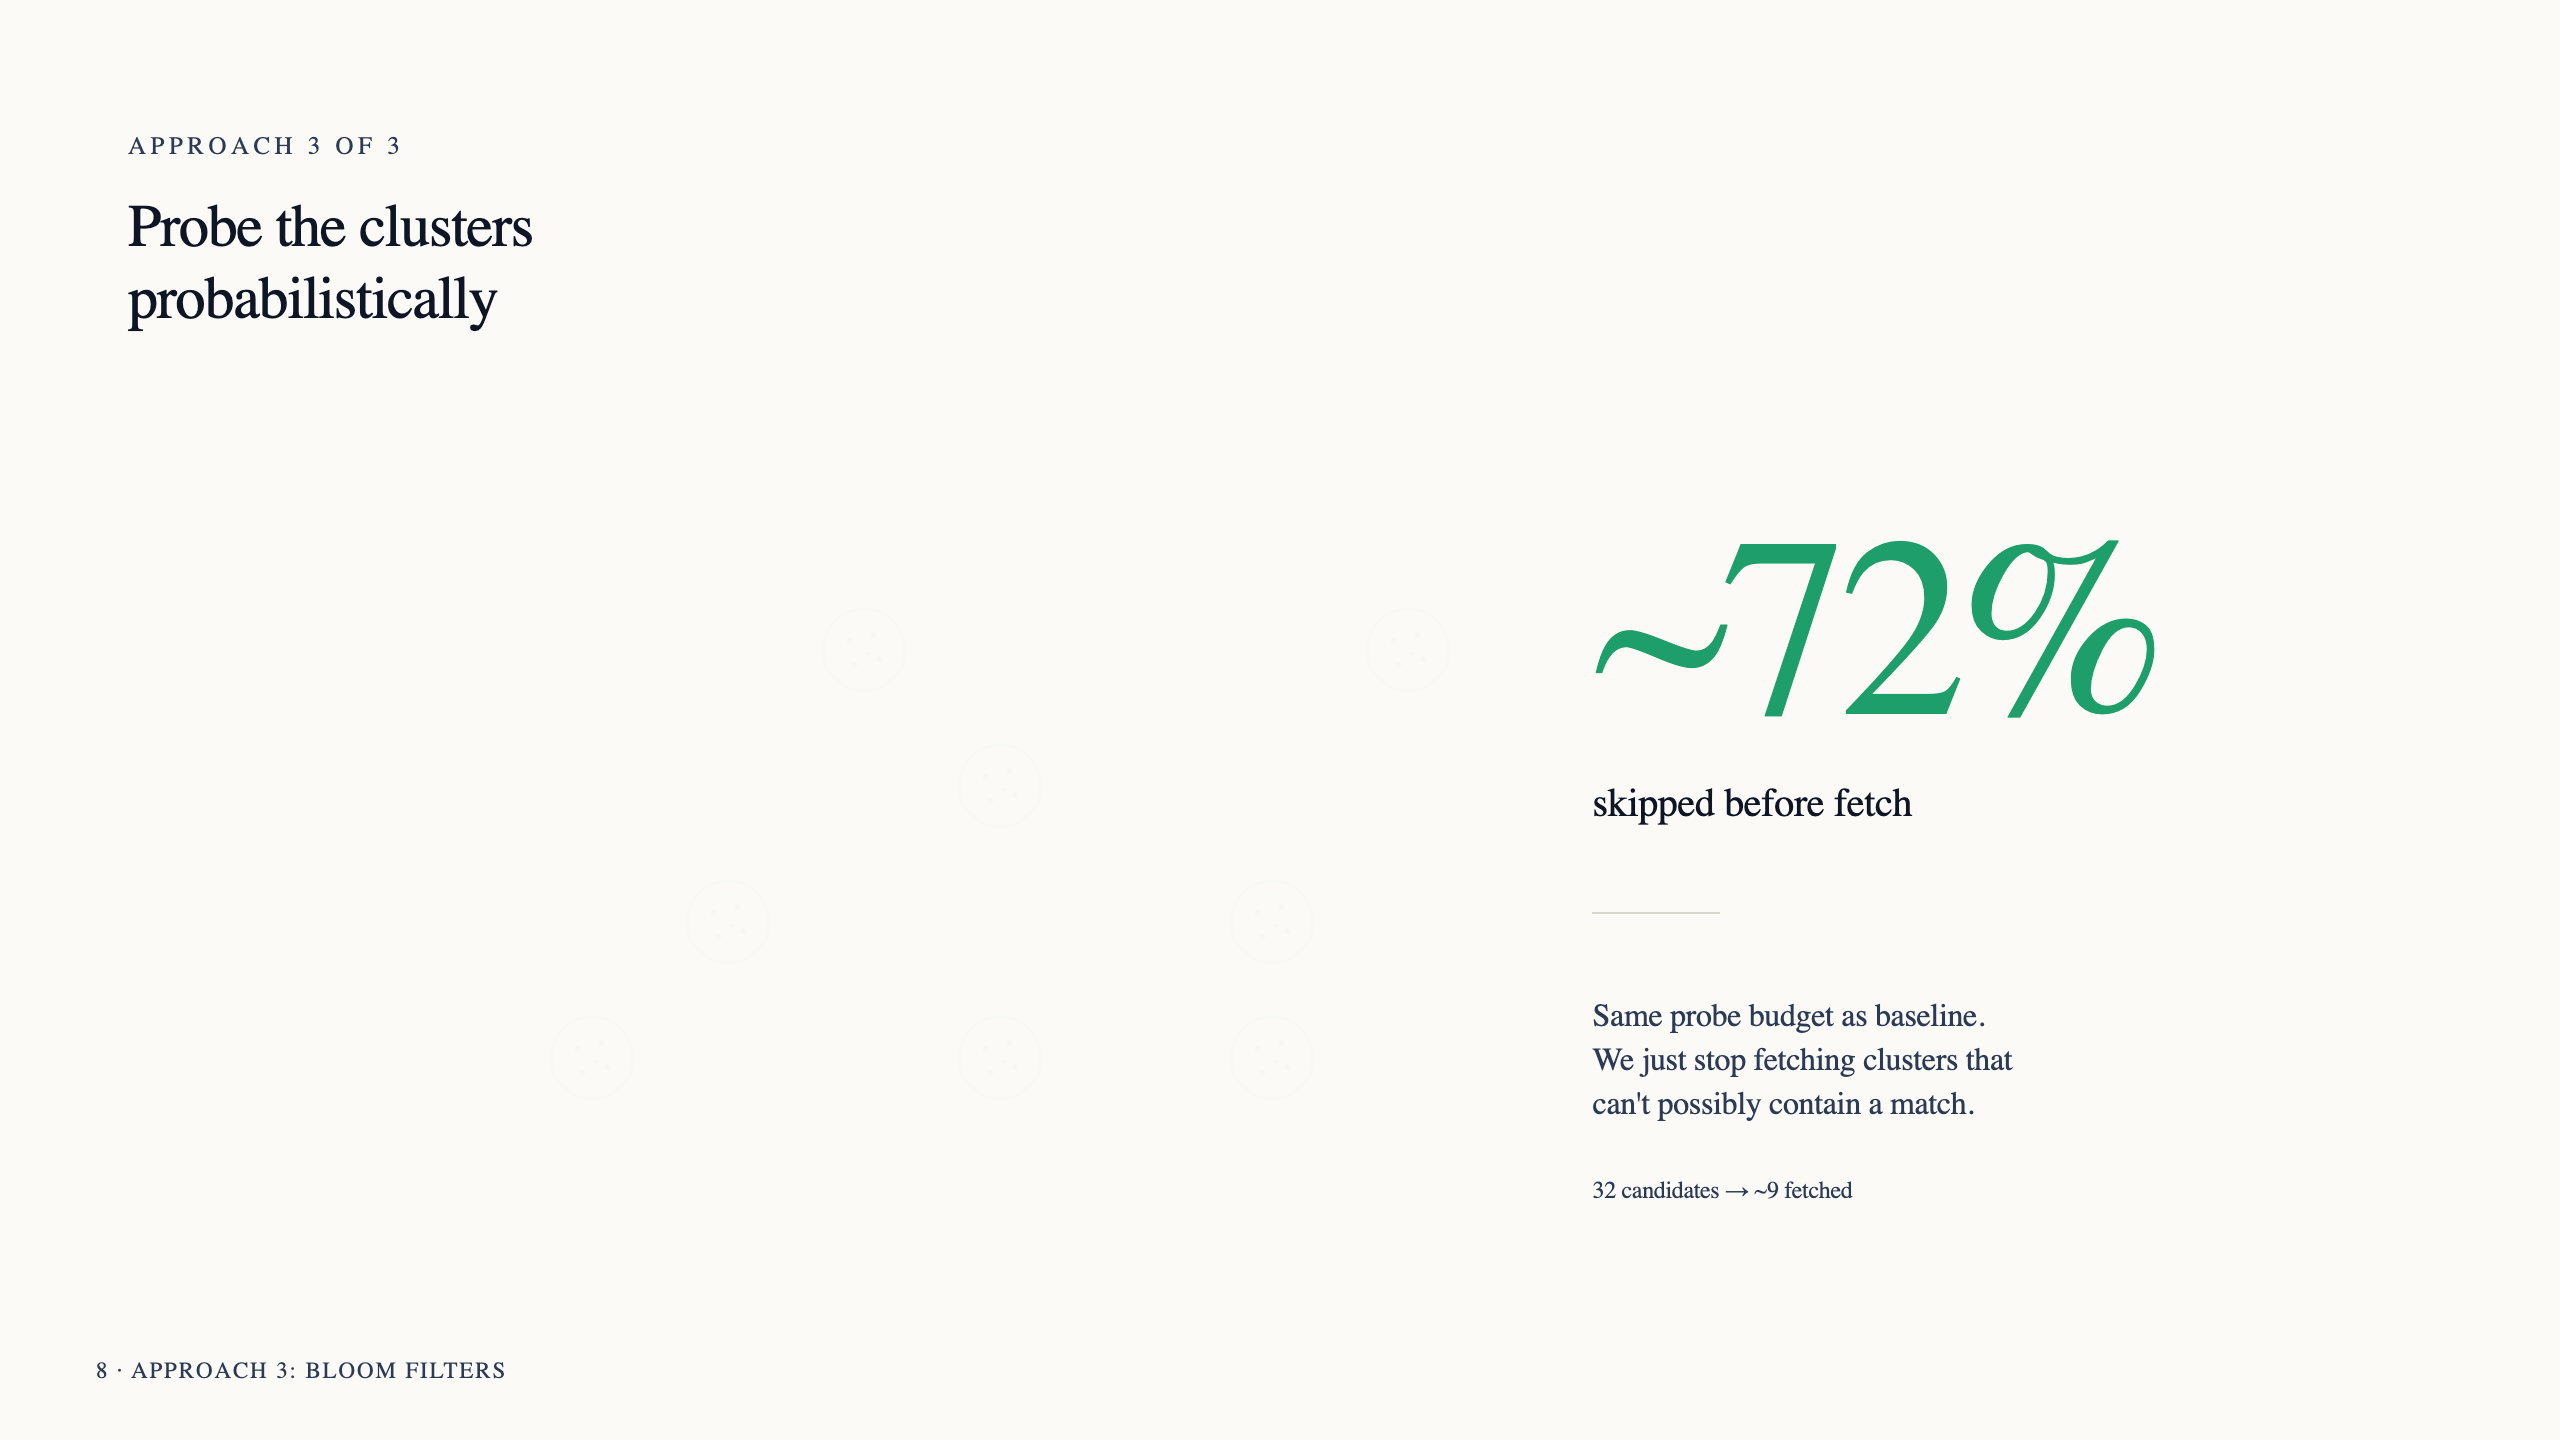 APPROACH 3 OF 3
Probe the clusters
probabilistically
~72%
skipped before fetch
Same probe budget as baseline.
We just stop fetching clusters that
can't possibly contain a match.
32 candidates → ~9 fetched
8 · APPROACH 3: BLOOM FILTERS